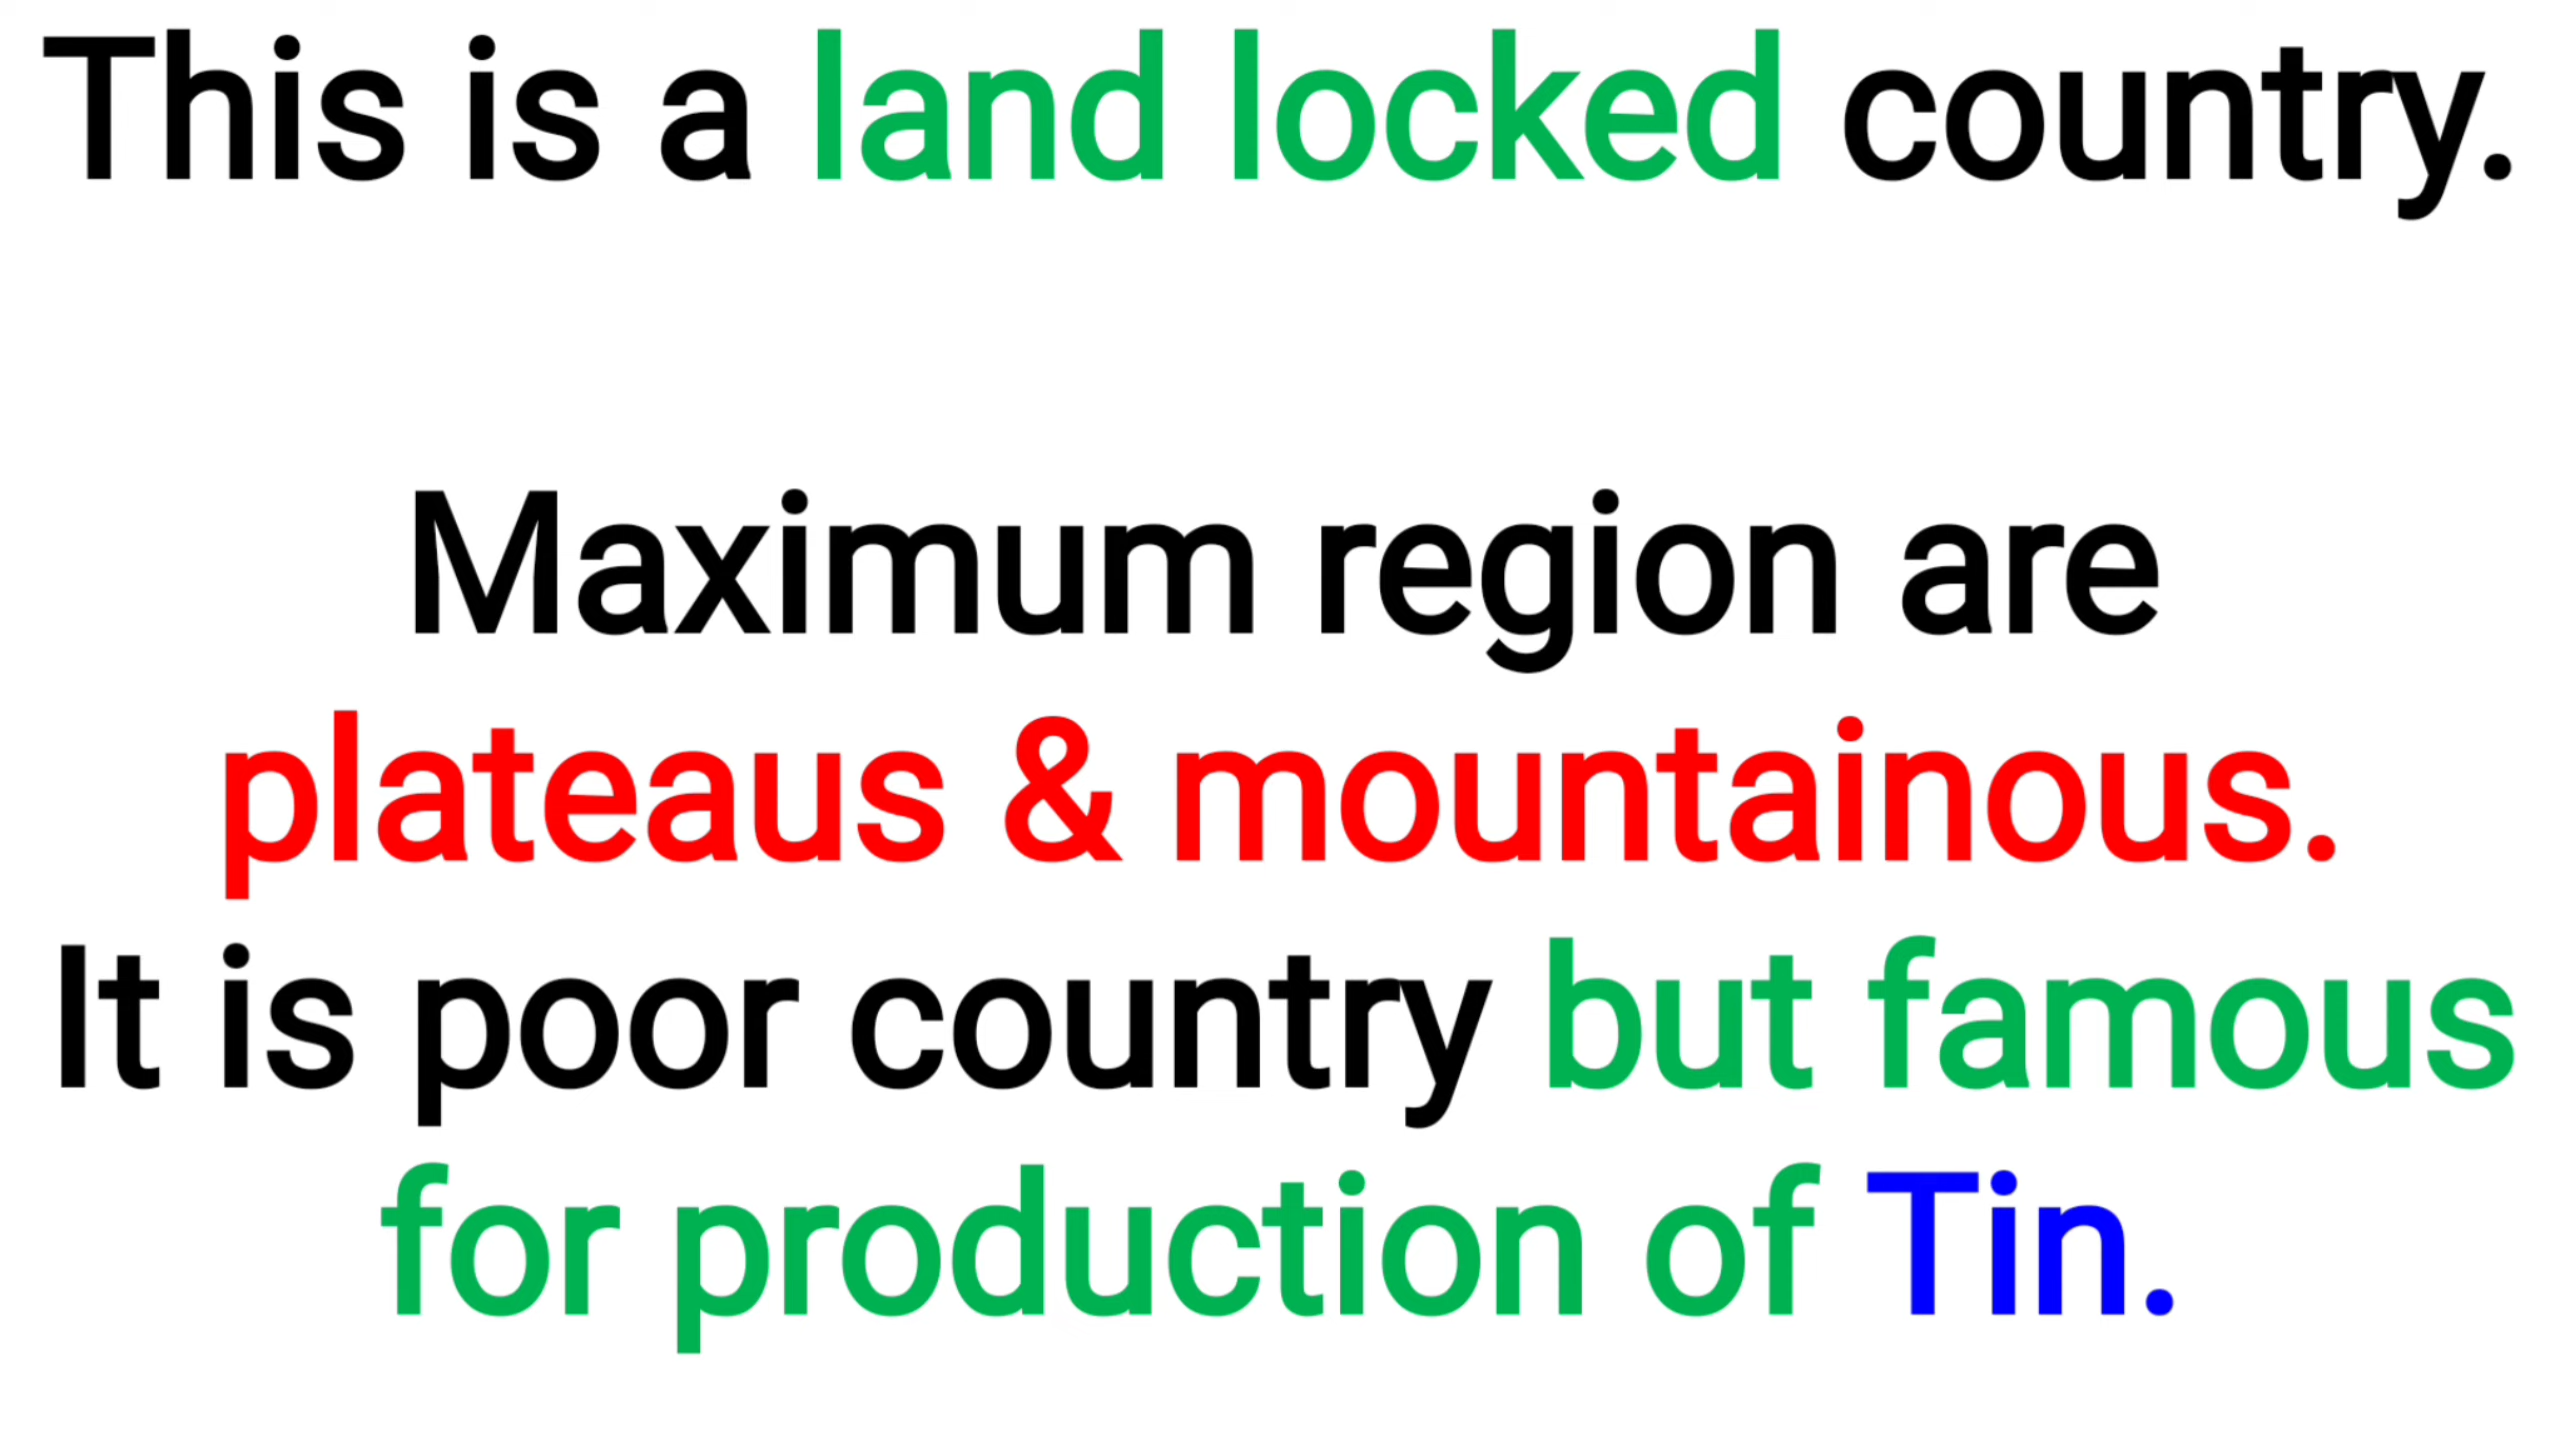 This is a land locked country.
Maximum region are
plateaus & mountainous.
It is poor country but famous
for production of Tin.